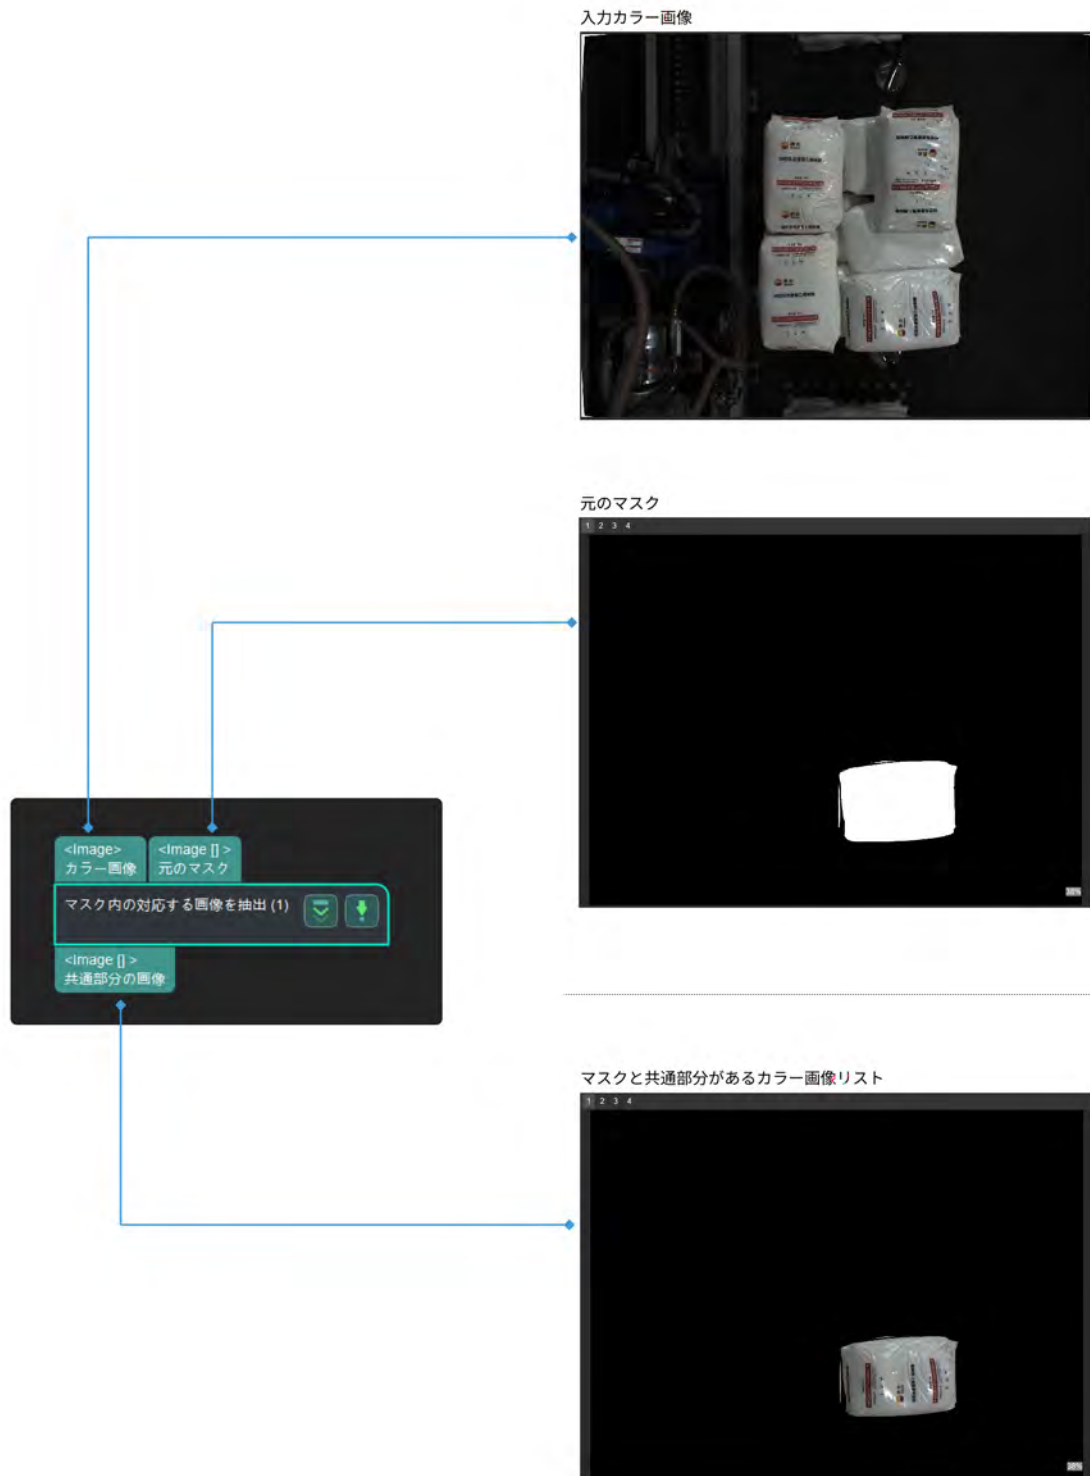 入力カラー画像
元のマスク
1 2 3 4
<Image>
カラー画像
<Image [] >
元のマスク
マスク内の対応する画像を抽出 (1)
<Image [] >
共通部分の画像
マスクと共通部分があるカラー画像リスト
1 2 3 4